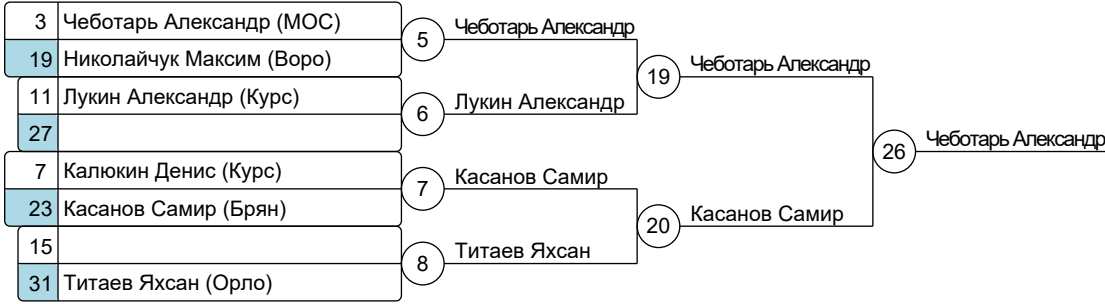 3 Чеботарь Александр (МОС)
19 Николайчук Максим (Воро)
11 Лукин Александр (Курс)
27
7 Калюкин Денис (Курс)
23 Касанов Самир (Брян)
15
31 Титаев Яхсан (Орло)
5 Чеботарь Александр
6 Лукин Александр
7 Касанов Самир
8 Титаев Яхсан
19 Чеботарь Александр
20 Касанов Самир
26 Чеботарь Александр